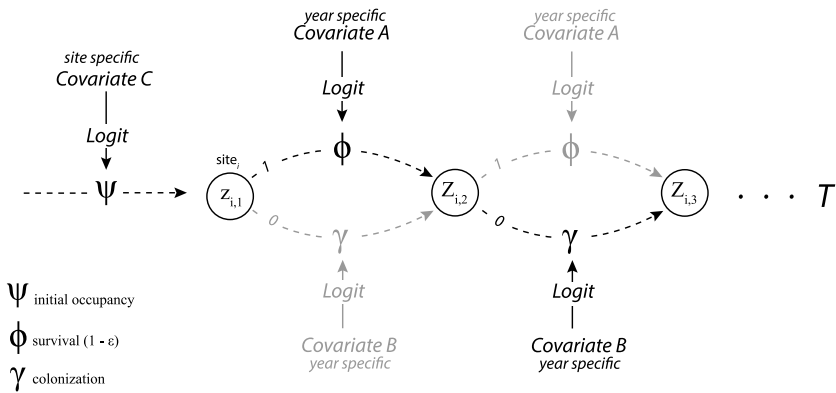 year specific
Covariate A
Logit
year specific
Covariate A
Logit
site specific
Covariate C
Logit
ψ
site i
Z i,1
1
ϕ
0
γ
Logit
Covariate B
year specific
Z i,2
1
ϕ
0
γ
Logit
Covariate B
year specific
Z i,3
. . . T
ψ initial occupancy
ϕ survival (1 - ε)
γ colonization